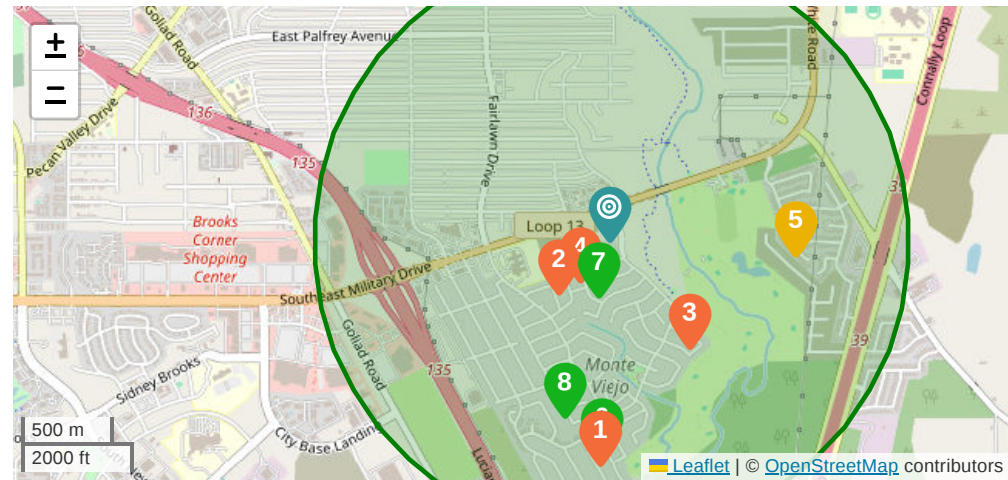 +
−
Goliad Road
East Palfrey Avenue
136
Pecan Valley Drive
136
135
Fairlawn Drive
Connally Loop
Brooks
Corner
Shopping
Center
Loop 13
2
4
7
5
3
Southeast Military Drive
39
Goliad Road
135
Monte
Viejo
8
1
Sidney Brooks
City Base Landing
500 m
2000 ft
Leaflet | © OpenStreetMap contributors